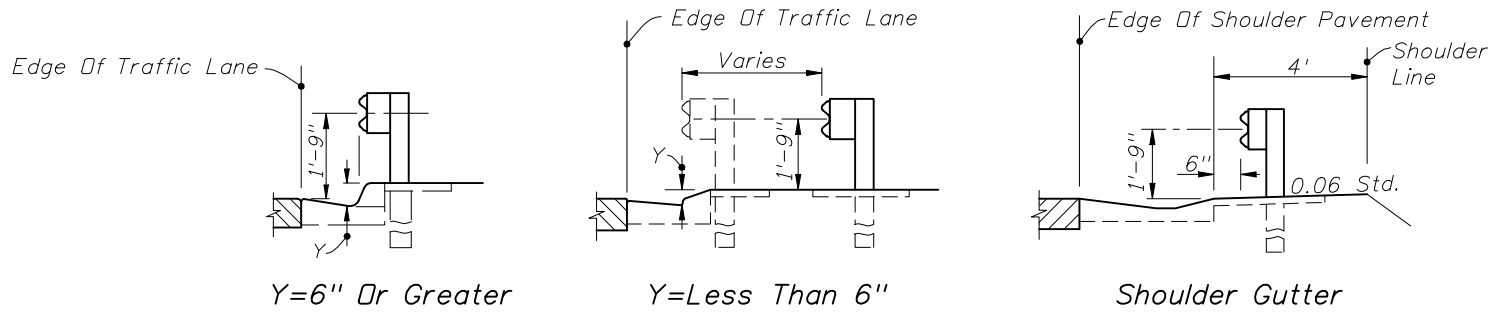 Edge Of Traffic Lane
1'-9"
Y
Y=6" Or Greater
Edge Of Traffic Lane
Varies
Y
1'-9"
Y=Less Than 6"
Edge Of Shoulder Pavement
Shoulder
Line
4'
1'-9"
6"
0.06 Std.
Shoulder Gutter